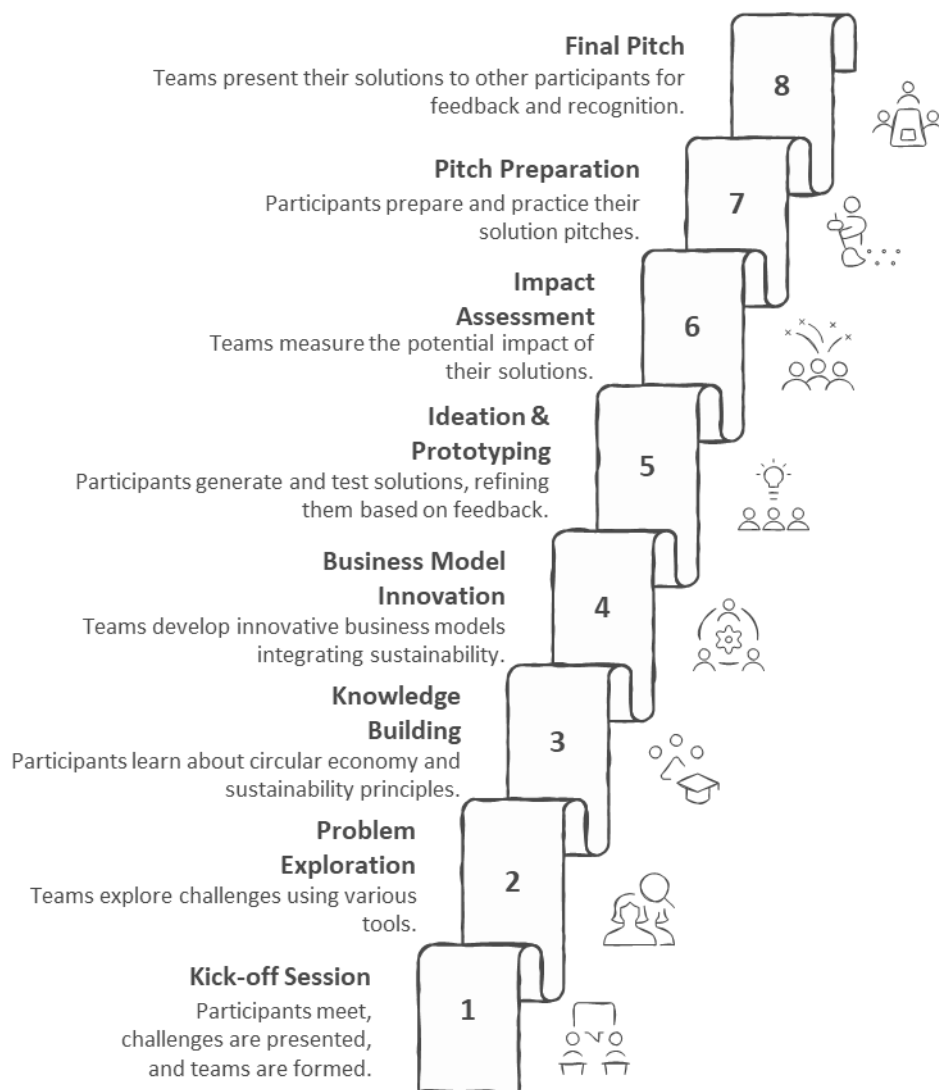 Final Pitch
Teams present their solutions to other participants for
feedback and recognition.
8
Pitch Preparation
Participants prepare and practice their
solution pitches.
7
Impact
Assessment
Teams measure the potential impact of
their solutions.
6
Ideation &
Prototyping
Participants generate and test solutions, refining
them based on feedback.
5
Business Model
Innovation
Teams develop innovative business models
integrating sustainability.
4
Knowledge
Building
Participants learn about circular economy and
sustainability principles.
3
Problem
Exploration
Teams explore challenges using various
tools.
2
Kick-off Session
Participants meet,
challenges are presented,
and teams are formed.
1